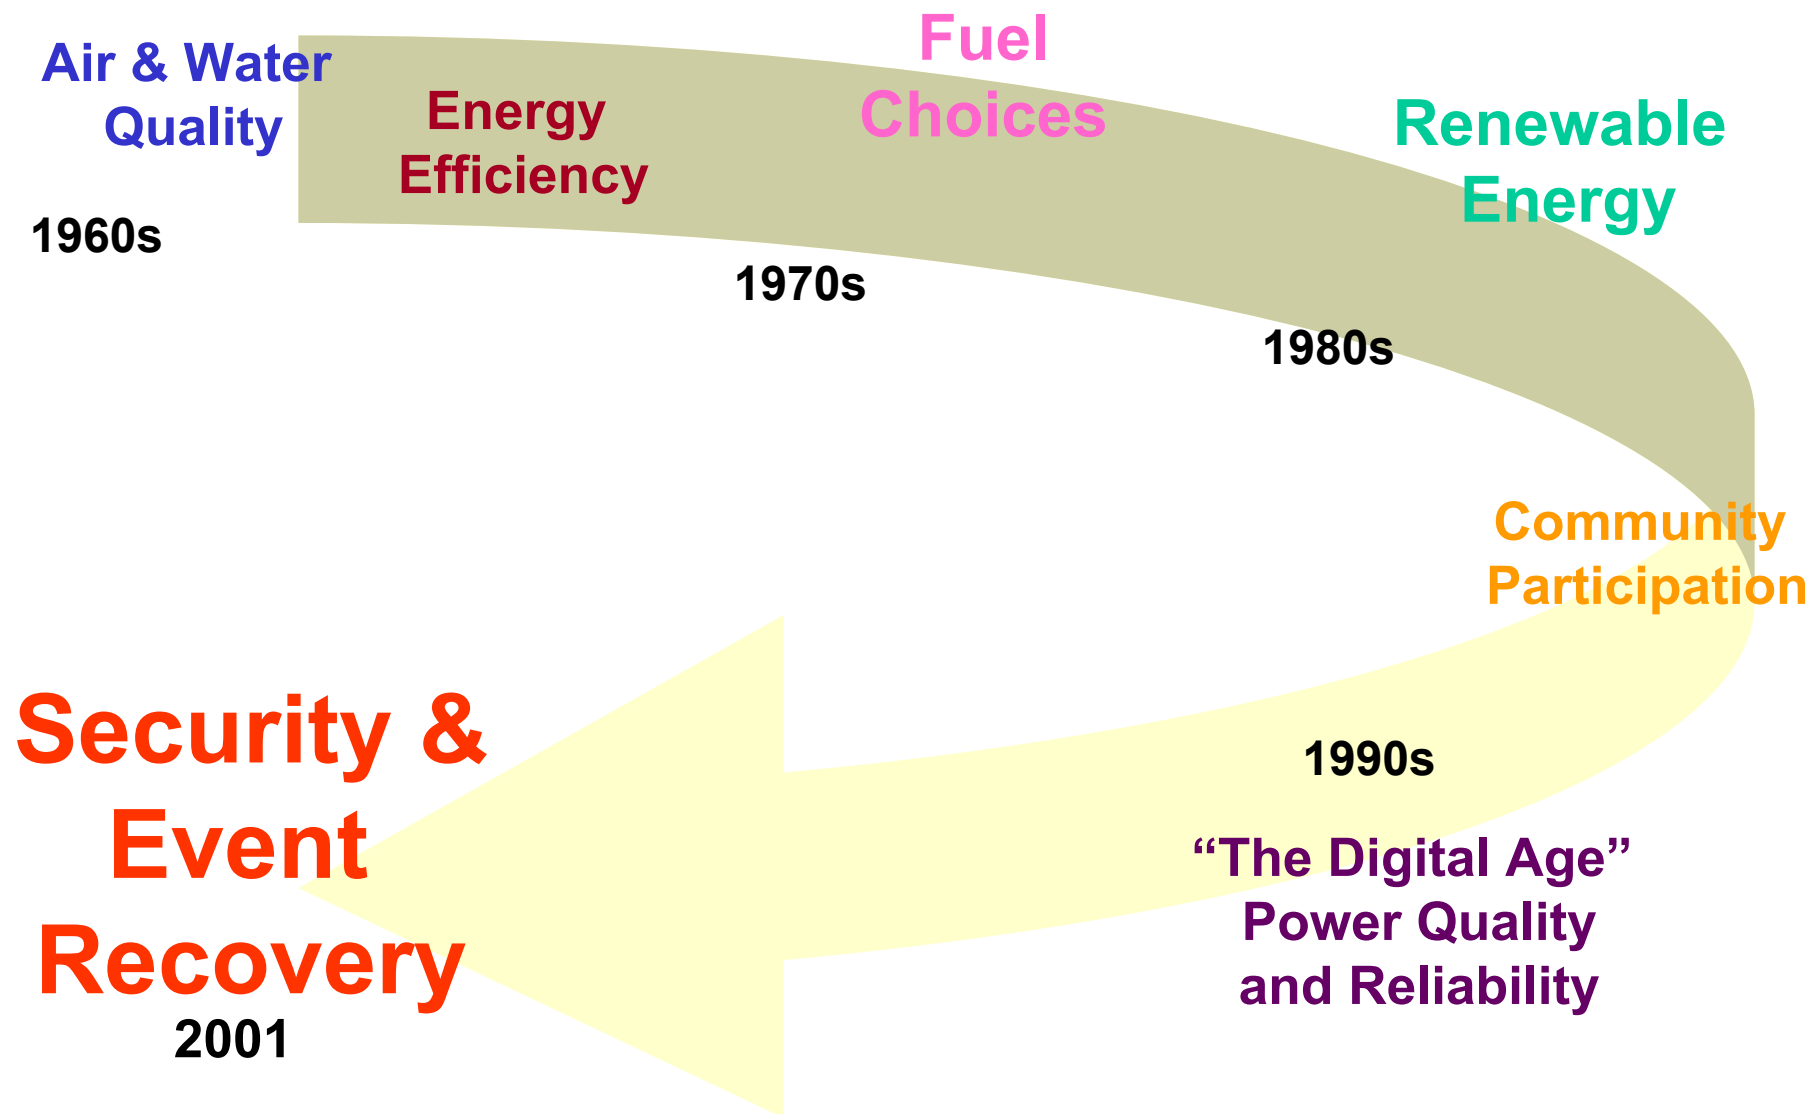 Air & Water
Quality
1960s
Energy
Efficiency
1970s
Fuel
Choices
1980s
Renewable
Energy
Community
Participation
1990s
“The Digital Age”
Power Quality
and Reliability
Security &
Event
Recovery
2001